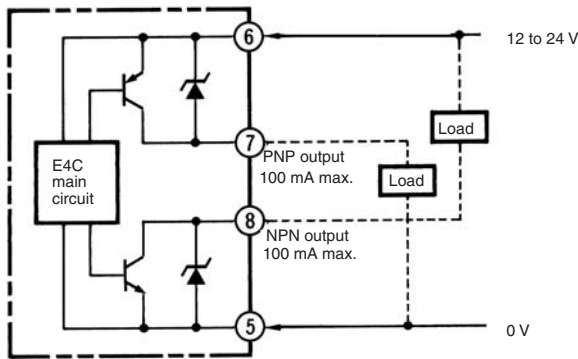 6
12 to 24 V
Load
7
PNP output
100 mA max.
Load
E4C
main
circuit
8
NPN output
100 mA max.
5
0 V